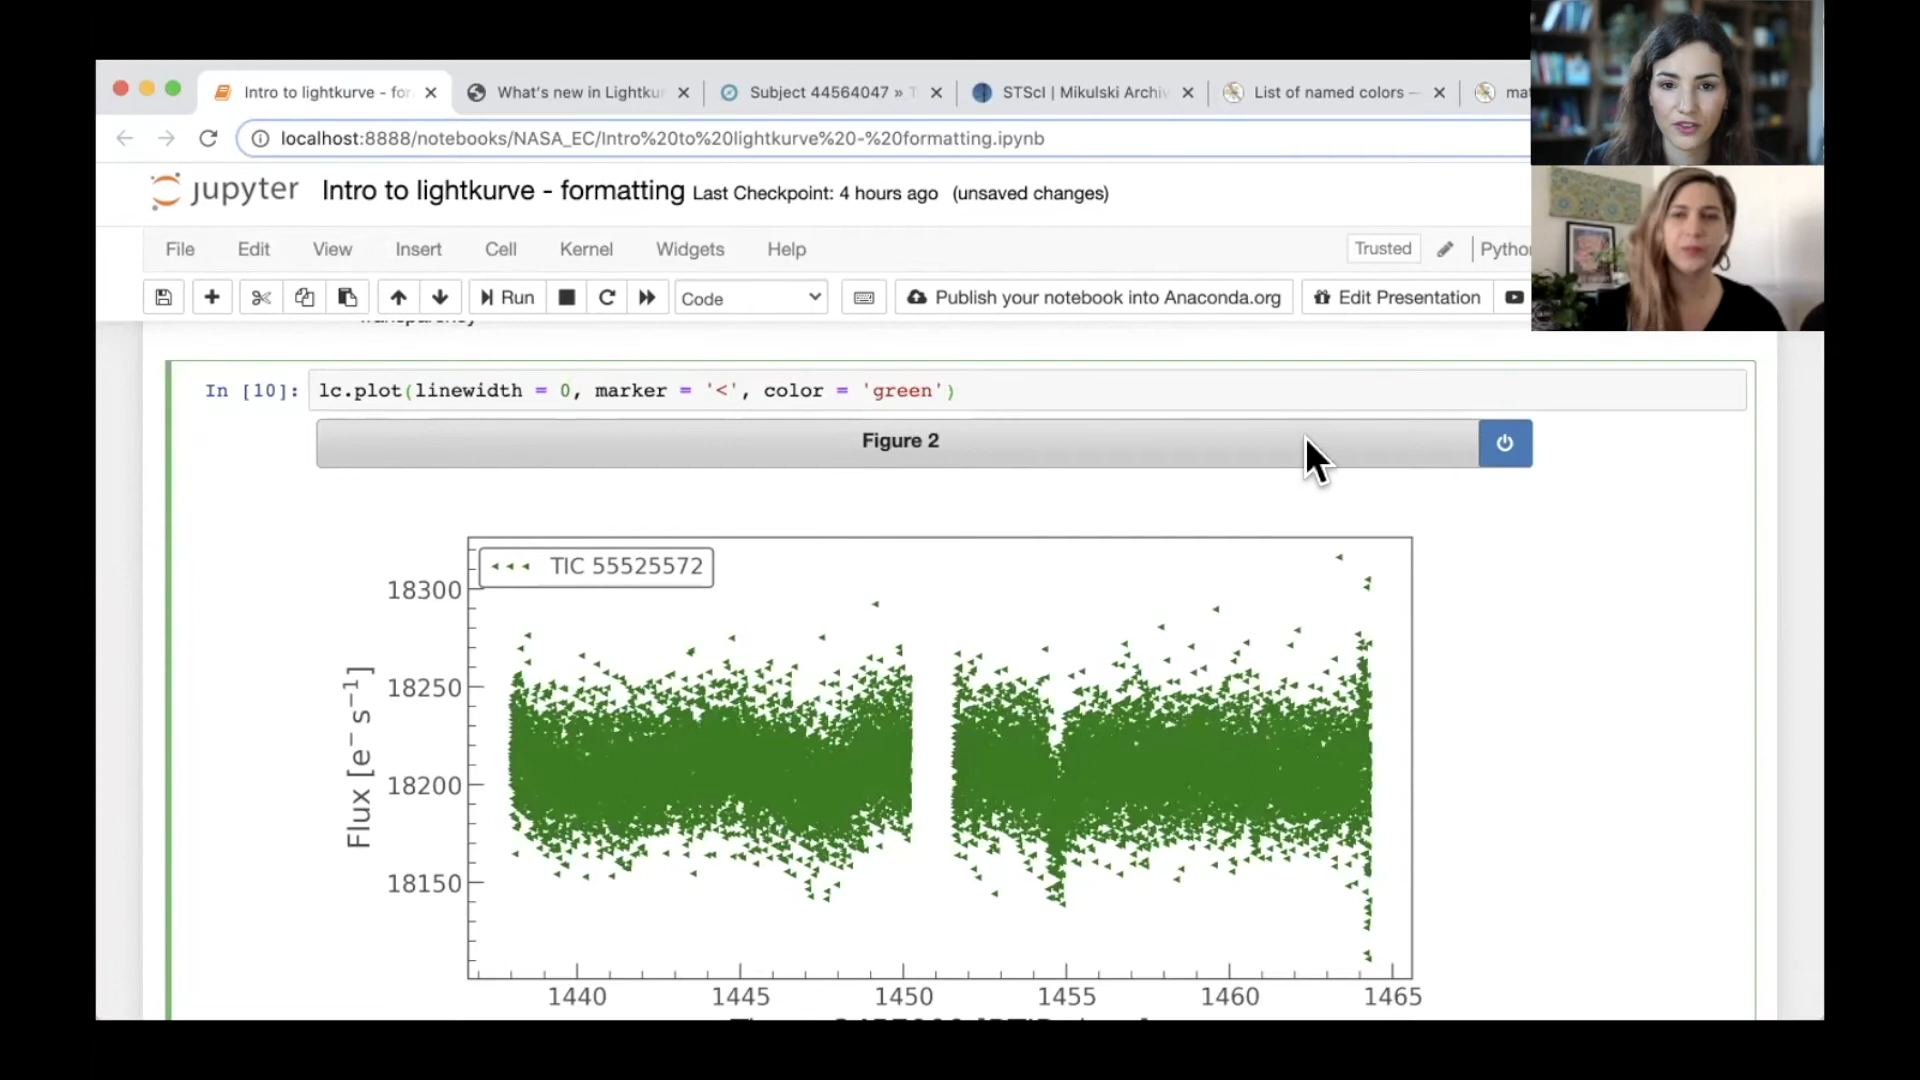 Intro to lightkurve - for
What's new in Lightkur
Subject 44564047 » T
STScI | Mikulski Archiv
List of named colors –
mat
localhost:8888/notebooks/NASA_EC/Intro%20to%20lightkurve%20-%20formatting.ipynb
jupyter Intro to lightkurve - formatting Last Checkpoint: 4 hours ago (unsaved changes)
File Edit View Insert Cell Kernel Widgets Help Trusted Python
Run Code Publish your notebook into Anaconda.org Edit Presentation
In [10]: lc.plot(linewidth = 0, marker = '<', color = 'green')
Figure 2
TIC 55525572
18300
18250
18200
18150
Flux [e⁻ s⁻¹]
1440 1445 1450 1455 1460 1465